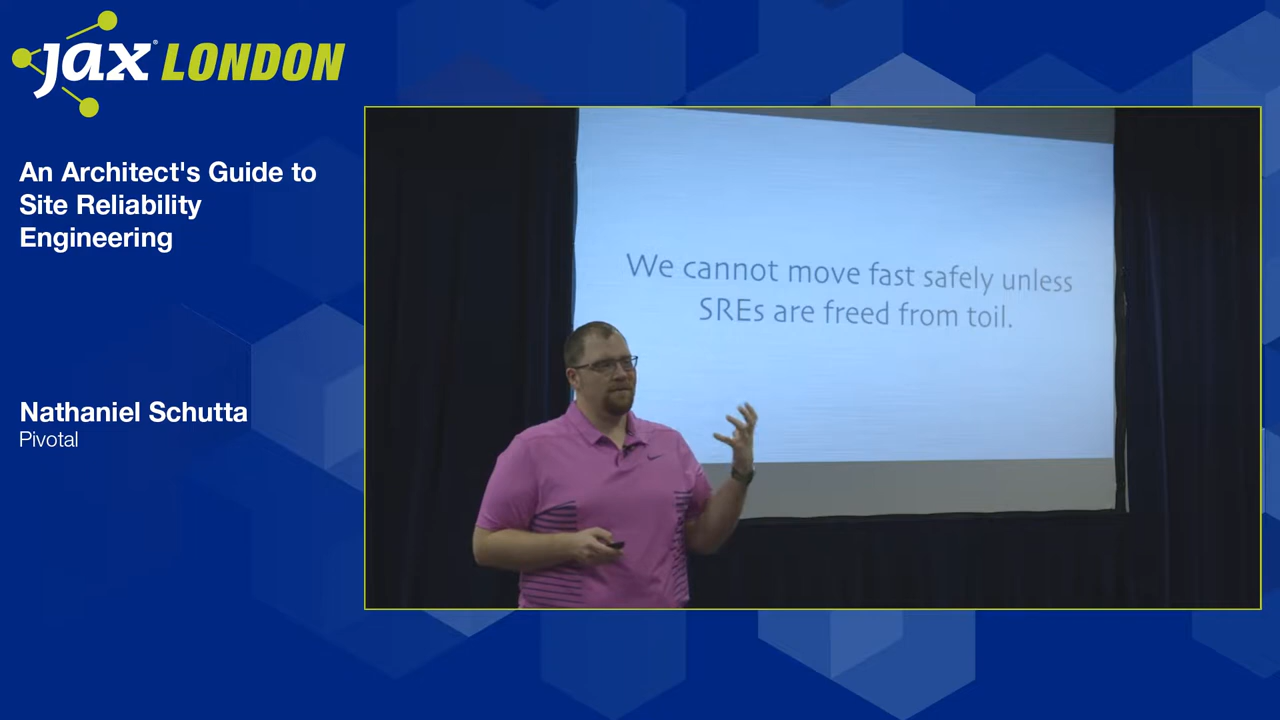 jax® LONDON
An Architect's Guide to
Site Reliability
Engineering
Nathaniel Schutta
Pivotal
We cannot move fast safely unless
SREs are freed from toil.